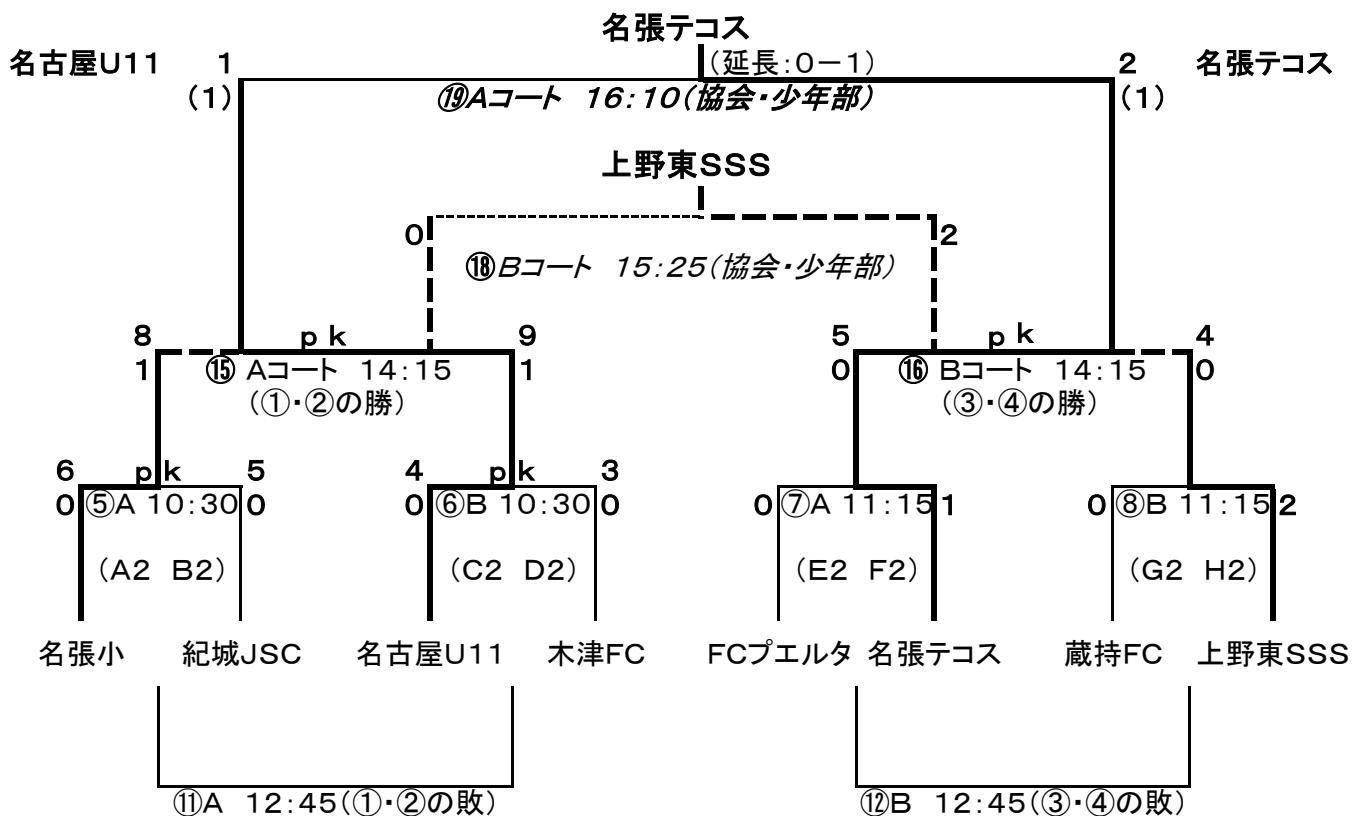 名張テコス
名古屋U11 1 (延長:0-1) 2 名張テコス
(1) ⑲Aコート 16:10(協会・少年部) (1)
上野東SSS
0 2
⑱Bコート 15:25(協会・少年部)
8 pk 9 5 pk 4
1 ⑮ Aコート 14:15 1 0 ⑯ Bコート 14:15 0
(①・②の勝) (③・④の勝)
6 pk 5 4 pk 3
0 ⑤A 10:30 0 0 ⑥B 10:30 0 0 ⑦A 11:15 1 0 ⑧B 11:15 2
(A2 B2) (C2 D2) (E2 F2) (G2 H2)
名張小 紀城JSC 名古屋U11 木津FC FCプエルタ 名張テコス 蔵持FC 上野東SSS
⑪A 12:45(①・②の敗) ⑫B 12:45(③・④の敗)